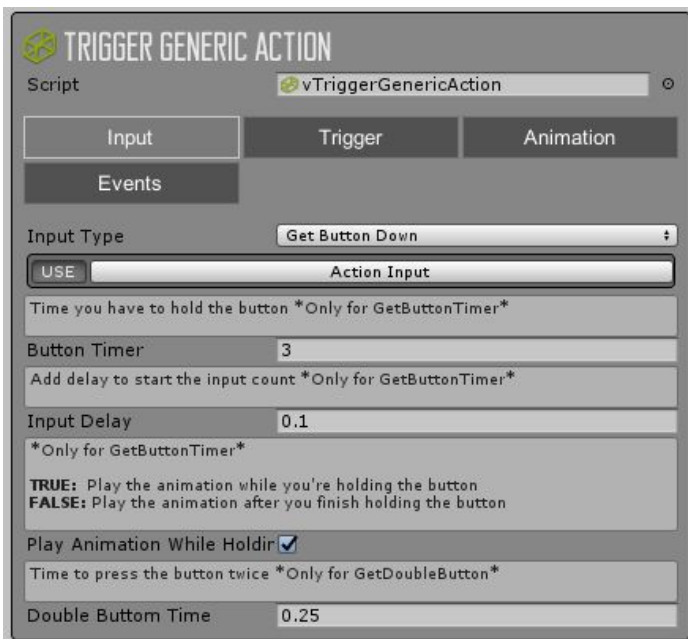 TRIGGER GENERIC ACTION
Script vTriggerGenericAction
Input Trigger Animation
Events
Input Type Get Button Down
USE Action Input
Time you have to hold the button *Only for GetButtonTimer*
Button Timer 3
Add delay to start the input count *Only for GetButtonTimer*
Input Delay 0.1
*Only for GetButtonTimer*
TRUE: Play the animation while you're holding the button
FALSE: Play the animation after you finish holding the button
Play Animation While Holdin
Time to press the button twice *Only for GetDoubleButton*
Double Buttom Time 0.25